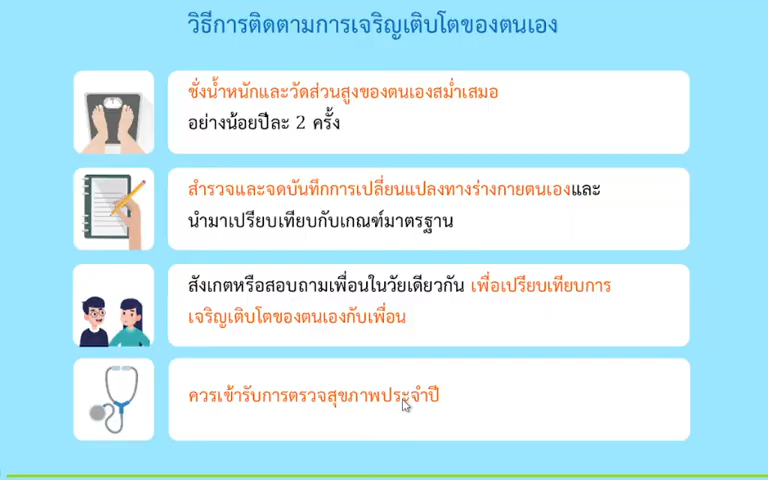 วิธีการติดตามการเจริญเติบโตของตนเอง
ชั่งน้ำหนักและวัดส่วนสูงของตนเองสม่ำเสมอ
อย่างน้อยปีละ 2 ครั้ง
สำรวจและจดบันทึกการเปลี่ยนแปลงทางร่างกายตนเองและ
นำมาเปรียบเทียบกับเกณฑ์มาตรฐาน
สังเกตหรือสอบถามเพื่อนในวัยเดียวกัน เพื่อเปรียบเทียบการ
เจริญเติบโตของตนเองกับเพื่อน
ควรเข้ารับการตรวจสุขภาพประจำปี